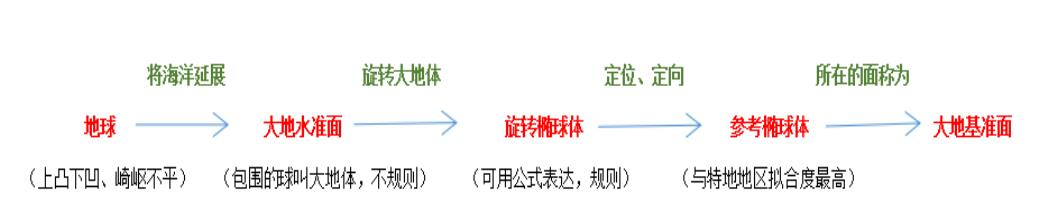 将海洋延展 旋转大地体 定位、定向 所在的面称为
地球 大地水准面 旋转椭球体 参考椭球体 大地基准面
（上凸下凹、崎岖不平） （包围的球叫大地体，不规则） （可用公式表达，规则） （与特地地区拟合度最高）